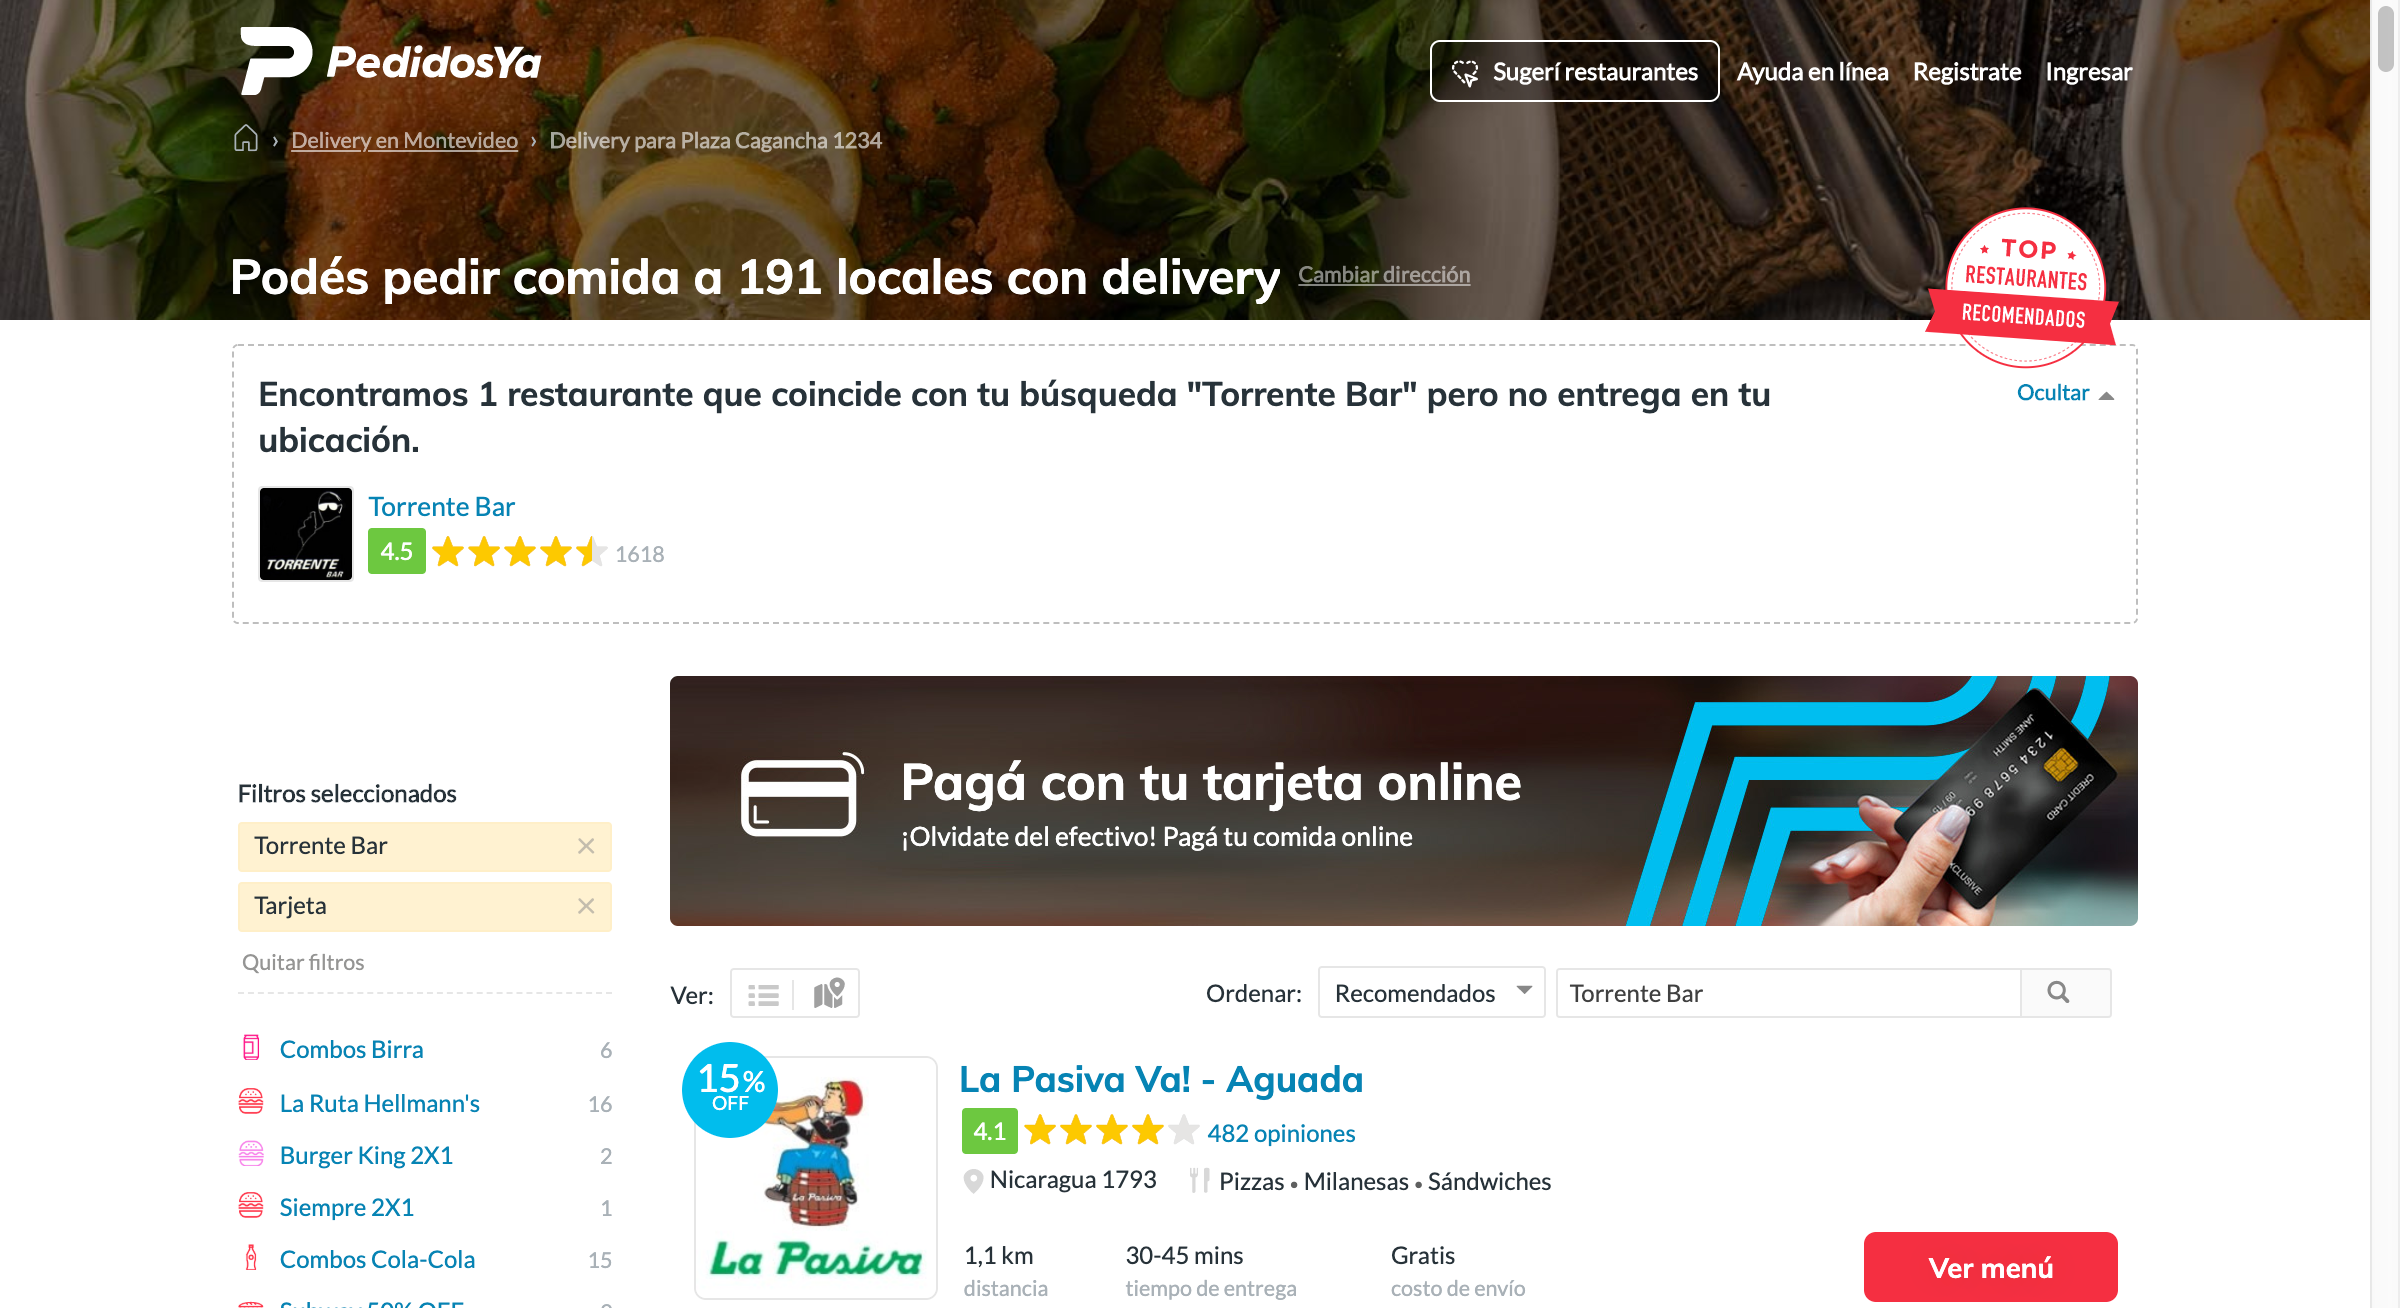 PedidosYa
Sugerí restaurantes
Ayuda en línea
Registrate
Ingresar
› Delivery en Montevideo › Delivery para Plaza Cagancha 1234
Podés pedir comida a 191 locales con delivery
Cambiar dirección
TOP
RESTAURANTES
RECOMENDADOS
Encontramos 1 restaurante que coincide con tu búsqueda "Torrente Bar" pero no entrega en tu
ubicación.
Ocultar
TORRENTE
BAR
Torrente Bar
4.5
1618
Pagá con tu tarjeta online
¡Olvidate del efectivo! Pagá tu comida online
JANE SMITH
CREDIT CARD
Filtros seleccionados
Torrente Bar
Tarjeta
Quitar filtros
Combos Birra 6
La Ruta Hellmann's 16
Burger King 2X1 2
Siempre 2X1 1
Combos Cola-Cola 15
Ver:
Ordenar:
Recomendados
Torrente Bar
15%
OFF
La Pasiva
La Pasiva
La Pasiva Va! - Aguada
4.1
482 opiniones
Nicaragua 1793
Pizzas • Milanesas • Sándwiches
1,1 km
distancia
30-45 mins
tiempo de entrega
Gratis
costo de envío
Ver menú